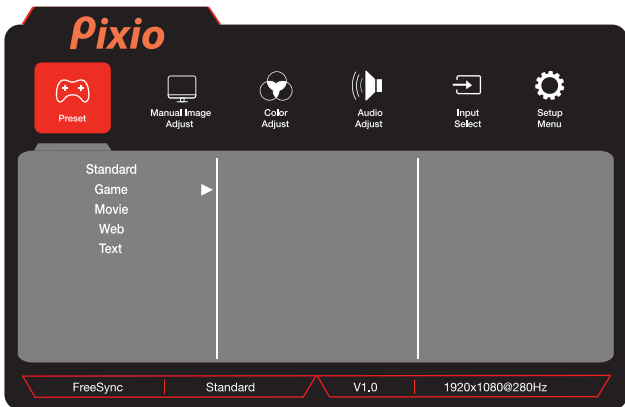 Pixio
Preset
Manual Image
Adjust
Color
Adjust
Audio
Adjust
Input
Select
Setup
Menu
Standard
Game
Movie
Web
Text
FreeSync
Standard
V1.0
1920x1080@280Hz